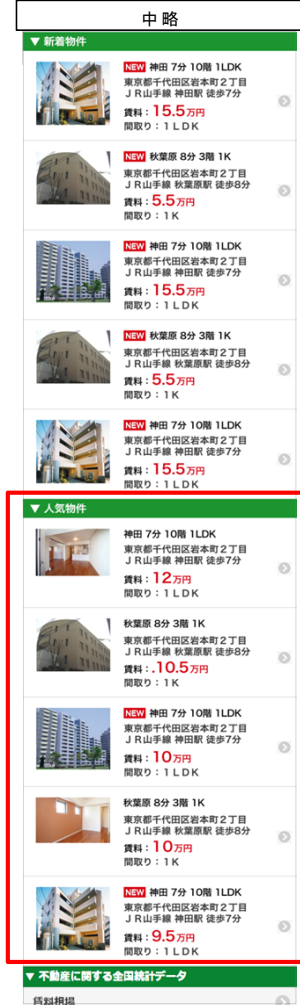 中 略
▼ 新着物件
NEW 神田 7分 10階 1LDK
東京都千代田区岩本町2丁目
ＪＲ山手線 神田駅 徒歩7分
賃料：15.5万円
間取り：1ＬＤＫ
NEW 秋葉原 8分 3階 1K
東京都千代田区岩本町2丁目
ＪＲ山手線 秋葉原駅 徒歩8分
賃料：5.5万円
間取り：1Ｋ
NEW 神田 7分 10階 1LDK
東京都千代田区岩本町2丁目
ＪＲ山手線 神田駅 徒歩7分
賃料：15.5万円
間取り：1ＬＤＫ
NEW 秋葉原 8分 3階 1K
東京都千代田区岩本町2丁目
ＪＲ山手線 秋葉原駅 徒歩8分
賃料：5.5万円
間取り：1Ｋ
NEW 神田 7分 10階 1LDK
東京都千代田区岩本町2丁目
ＪＲ山手線 神田駅 徒歩7分
賃料：15.5万円
間取り：1ＬＤＫ
▼ 人気物件
神田 7分 10階 1LDK
東京都千代田区岩本町2丁目
ＪＲ山手線 神田駅 徒歩7分
賃料：12万円
間取り：1ＬＤＫ
秋葉原 8分 3階 1K
東京都千代田区岩本町2丁目
ＪＲ山手線 秋葉原駅 徒歩8分
賃料：.10.5万円
間取り：1Ｋ
NEW 神田 7分 10階 1LDK
東京都千代田区岩本町2丁目
ＪＲ山手線 神田駅 徒歩7分
賃料：10万円
間取り：1ＬＤＫ
秋葉原 8分 3階 1K
東京都千代田区岩本町2丁目
ＪＲ山手線 秋葉原駅 徒歩8分
賃料：10万円
間取り：1Ｋ
NEW 神田 7分 10階 1LDK
東京都千代田区岩本町2丁目
ＪＲ山手線 神田駅 徒歩7分
賃料：9.5万円
間取り：1ＬＤＫ
▼ 不動産に関する全国統計データ
賃料相場